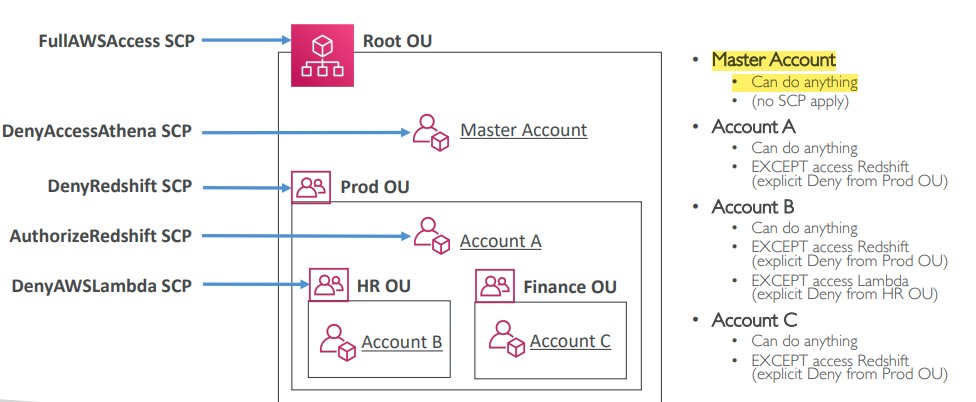 FullAWSAccess SCP
Root OU
DenyAccessAthena SCP
Master Account
DenyRedshift SCP
Prod OU
AuthorizeRedshift SCP
Account A
DenyAWSLambda SCP
HR OU
Finance OU
Account B
Account C
• Master Account
• Can do anything
• (no SCP apply)
• Account A
• Can do anything
• EXCEPT access Redshift
(explicit Deny from Prod OU)
• Account B
• Can do anything
• EXCEPT access Redshift
(explicit Deny from Prod OU)
• EXCEPT access Lambda
(explicit Deny from HR OU)
• Account C
• Can do anything
• EXCEPT access Redshift
(explicit Deny from Prod OU)